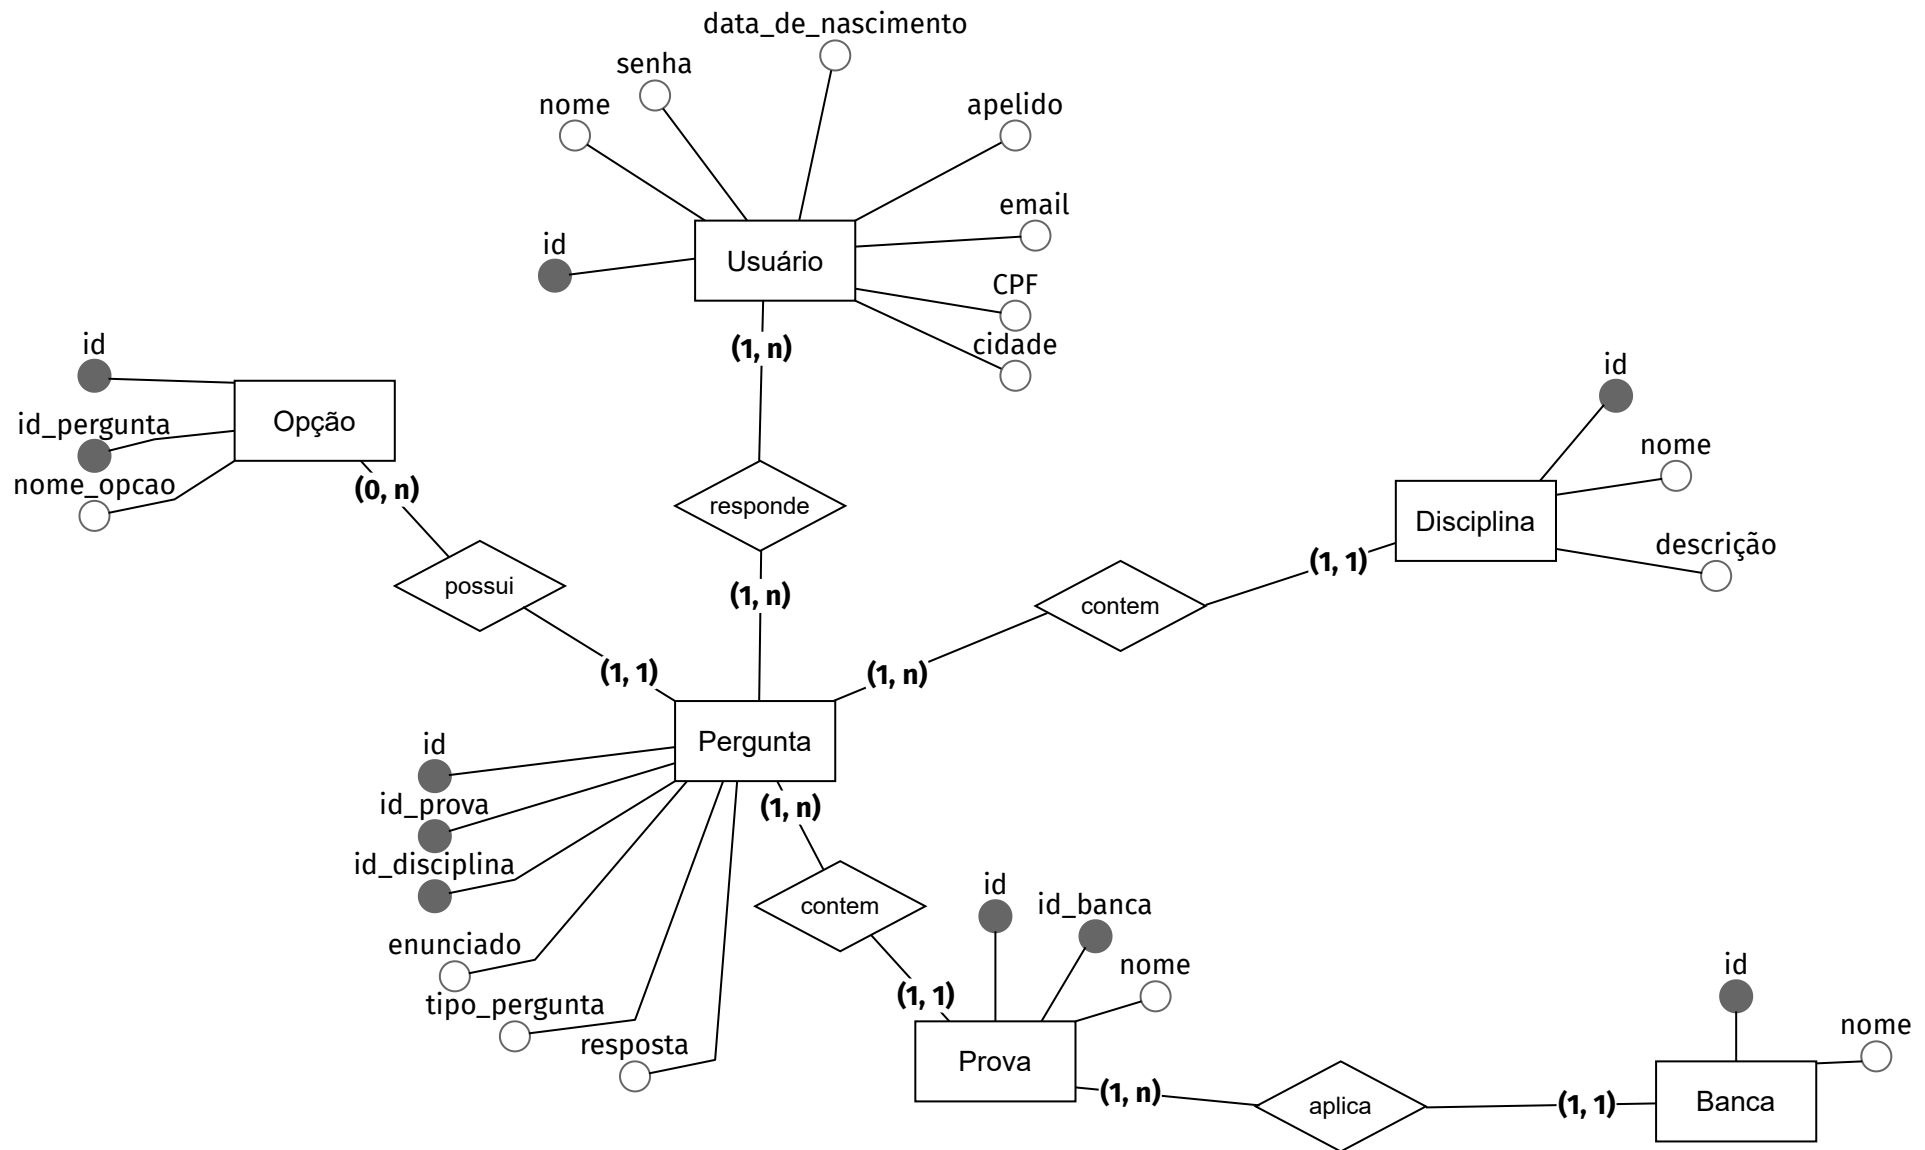 data_de_nascimento
senha
nome
apelido
email
id
Usuário
CPF
cidade
(1, n)
id
id_pergunta
Opção
nome_opcao
(0, n)
responde
id
nome
Disciplina
descrição
(1, 1)
possui
(1, n)
contem
(1, 1)
(1, n)
Pergunta
id
id_prova
id_disciplina
enunciado
tipo_pergunta
resposta
(1, n)
contem
(1, 1)
id
id_banca
nome
Prova
(1, n)
aplica
(1, 1)
id
nome
Banca